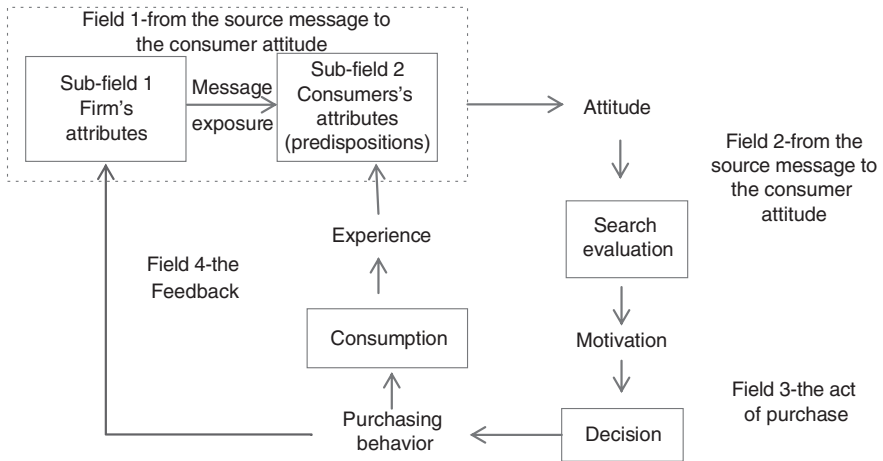 Field 1-from the source message to
the consumer attitude
Sub-field 1
Firm's
attributes
Message
exposure
Sub-field 2
Consumers's
attributes
(predispositions)
Attitude
Field 2-from the
source message to
the consumer
attitude
Search
evaluation
Experience
Field 4-the
Feedback
Consumption
Motivation
Field 3-the act
of purchase
Purchasing
behavior
Decision